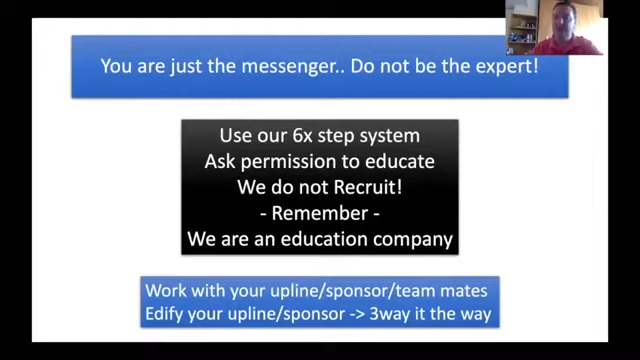 You are just the messenger.. Do not be the expert!
Use our 6x step system
Ask permission to educate
We do not Recruit!
- Remember -
We are an education company
Work with your upline/sponsor/team mates
Edify your upline/sponsor -> 3way it the way